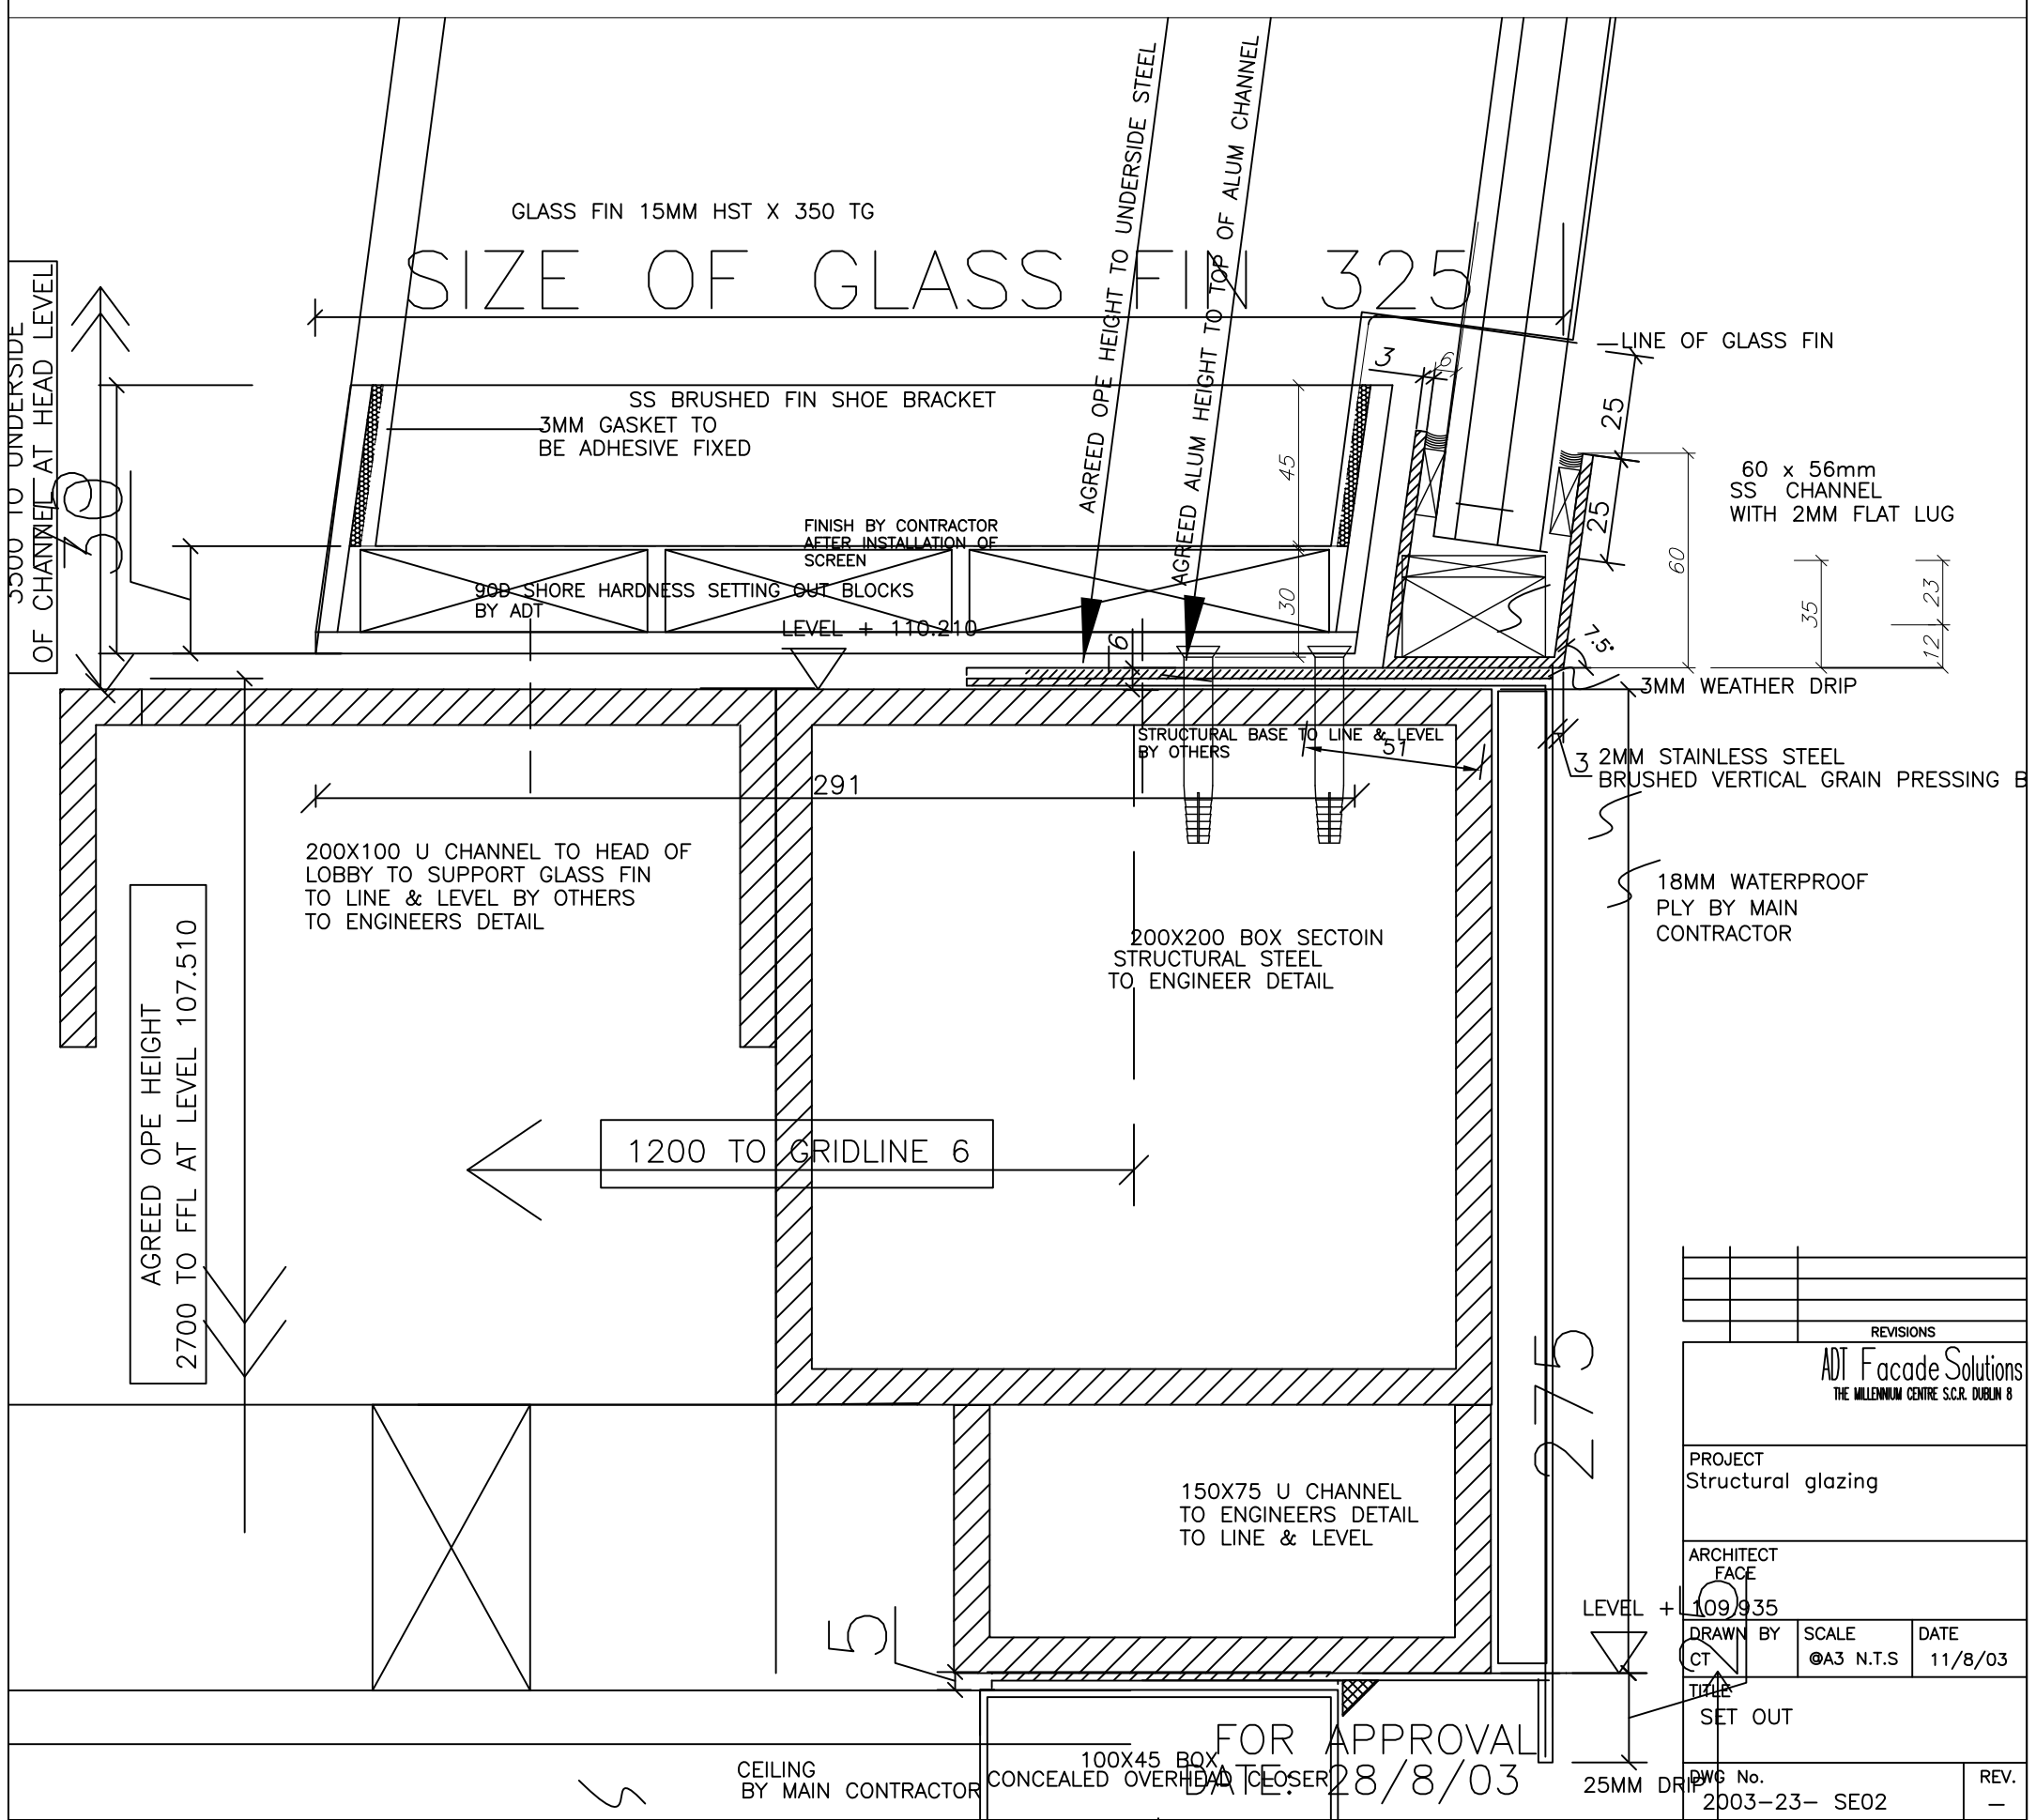 AGREED OPE HEIGHT TO UNDERSIDE STEEL
AGREED ALUM HEIGHT TO TOP OF ALUM CHANNEL
GLASS FIN 15MM HST X 350 TG
SIZE OF GLASS FIN 325
3500 TO UNDERSIDE
OF CHANNEL AT HEAD LEVEL
LINE OF GLASS FIN
3
6
25
SS BRUSHED FIN SHOE BRACKET
3MM GASKET TO
BE ADHESIVE FIXED
45
25
60
60 x 56mm
SS CHANNEL
WITH 2MM FLAT LUG
FINISH BY CONTRACTOR
AFTER INSTALLATION OF
SCREEN
90D SHORE HARDNESS SETTING OUT BLOCKS
BY ADT
30
35
23
12
LEVEL + 110.210
6
7.5°
3MM WEATHER DRIP
STRUCTURAL BASE TO LINE & LEVEL
BY OTHERS
51
3
2MM STAINLESS STEEL
BRUSHED VERTICAL GRAIN PRESSING B
291
200X100 U CHANNEL TO HEAD OF
LOBBY TO SUPPORT GLASS FIN
TO LINE & LEVEL BY OTHERS
TO ENGINEERS DETAIL
18MM WATERPROOF
PLY BY MAIN
CONTRACTOR
200X200 BOX SECTOIN
STRUCTURAL STEEL
TO ENGINEER DETAIL
AGREED OPE HEIGHT
2700 TO FFL AT LEVEL 107.510
1200 TO GRIDLINE 6
275
150X75 U CHANNEL
TO ENGINEERS DETAIL
TO LINE & LEVEL
5
LEVEL + 109.935
25MM DRIP
CEILING
BY MAIN CONTRACTOR
100X45 BOX
CONCEALED OVERHEAD CLOSER
FOR APPROVAL
DATE: 28/8/03
REVISIONS
ADT Facade Solutions
THE MILLENNIUM CENTRE S.C.R. DUBLIN 8
PROJECT
Structural glazing
ARCHITECT
FACE
DRAWN BY
CT
SCALE
@A3 N.T.S
DATE
11/8/03
TITLE
SET OUT
DWG No.
2003-23- SE02
REV.
-